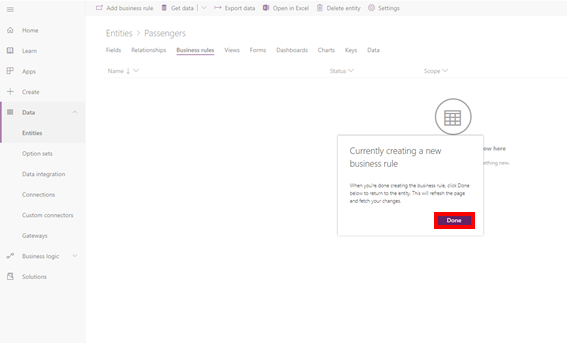 Add business rule
Get data
Export data
Open in Excel
Delete entity
Settings
Home
Learn
Apps
Create
Data
Entities
Option sets
Data integration
Connections
Custom connectors
Gateways
Business logic
Solutions
Entities > Passengers
Fields Relationships Business rules Views Forms Dashboards Charts Keys Data
Name ↓ Status Scope
ow here
ething new.
Currently creating a new
business rule
When you're done creating the business rule, click Done
below to return to the entity. This will refresh the page
and fetch your changes.
Done